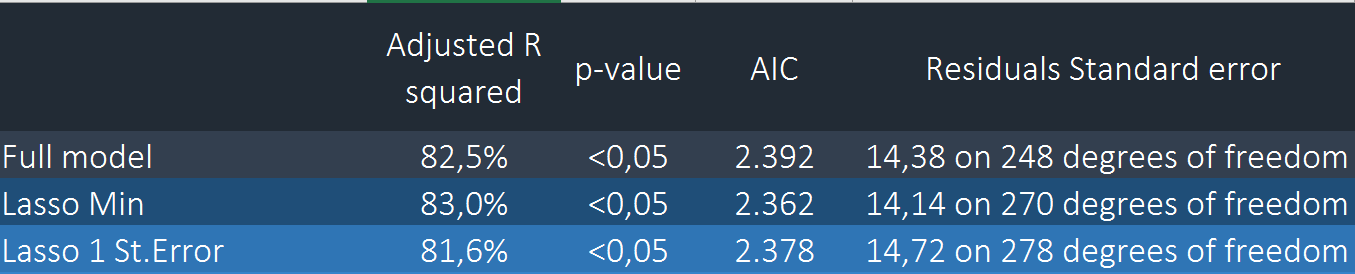 Adjusted R squared p-value AIC Residuals Standard error
Full model 82,5% <0,05 2.392 14,38 on 248 degrees of freedom
Lasso Min 83,0% <0,05 2.362 14,14 on 270 degrees of freedom
Lasso 1 St.Error 81,6% <0,05 2.378 14,72 on 278 degrees of freedom